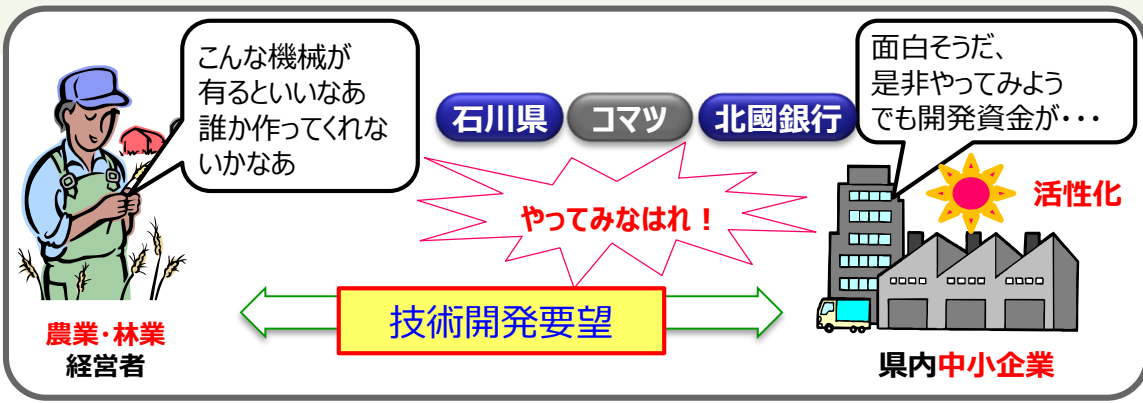 こんな機械が
有るといいなあ
誰か作ってくれな
いかなあ
石川県
コマツ
北國銀行
面白そうだ、
是非やってみよう
でも開発資金が・・・
やってみなはれ！
活性化
技術開発要望
農業・林業
経営者
県内中小企業